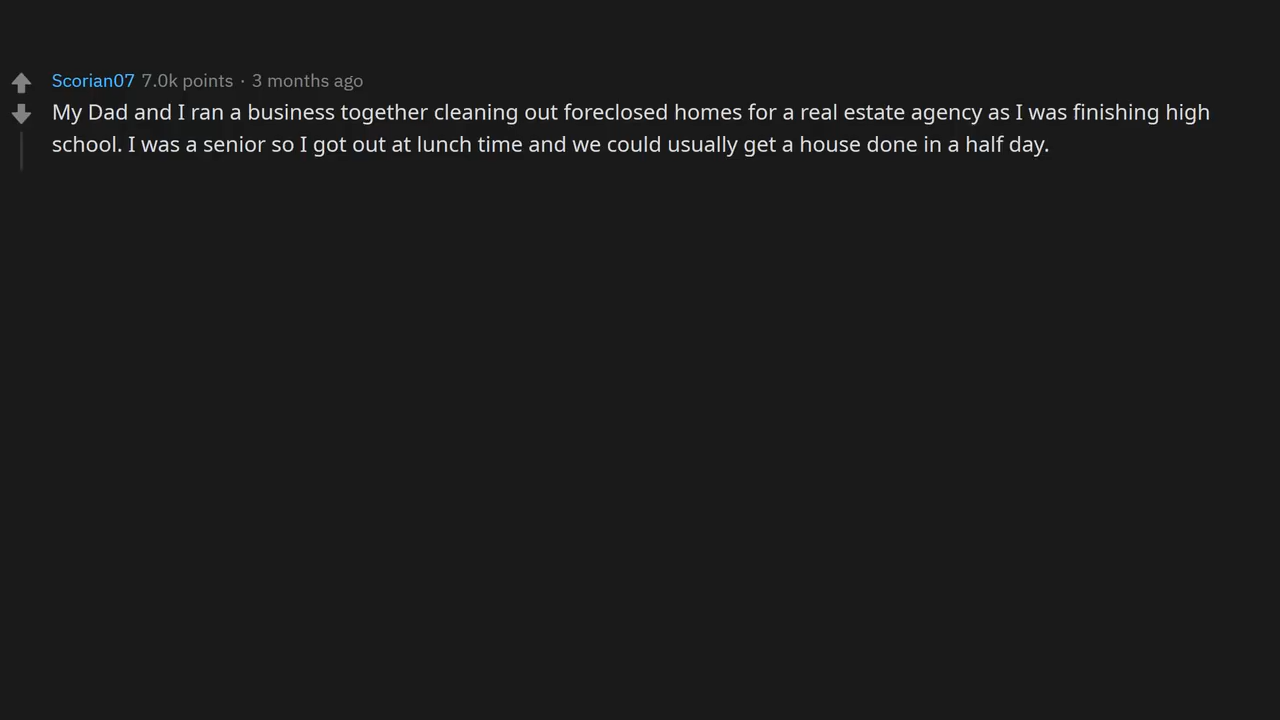 Scorian07 7.0k points · 3 months ago
My Dad and I ran a business together cleaning out foreclosed homes for a real estate agency as I was finishing high
school. I was a senior so I got out at lunch time and we could usually get a house done in a half day.